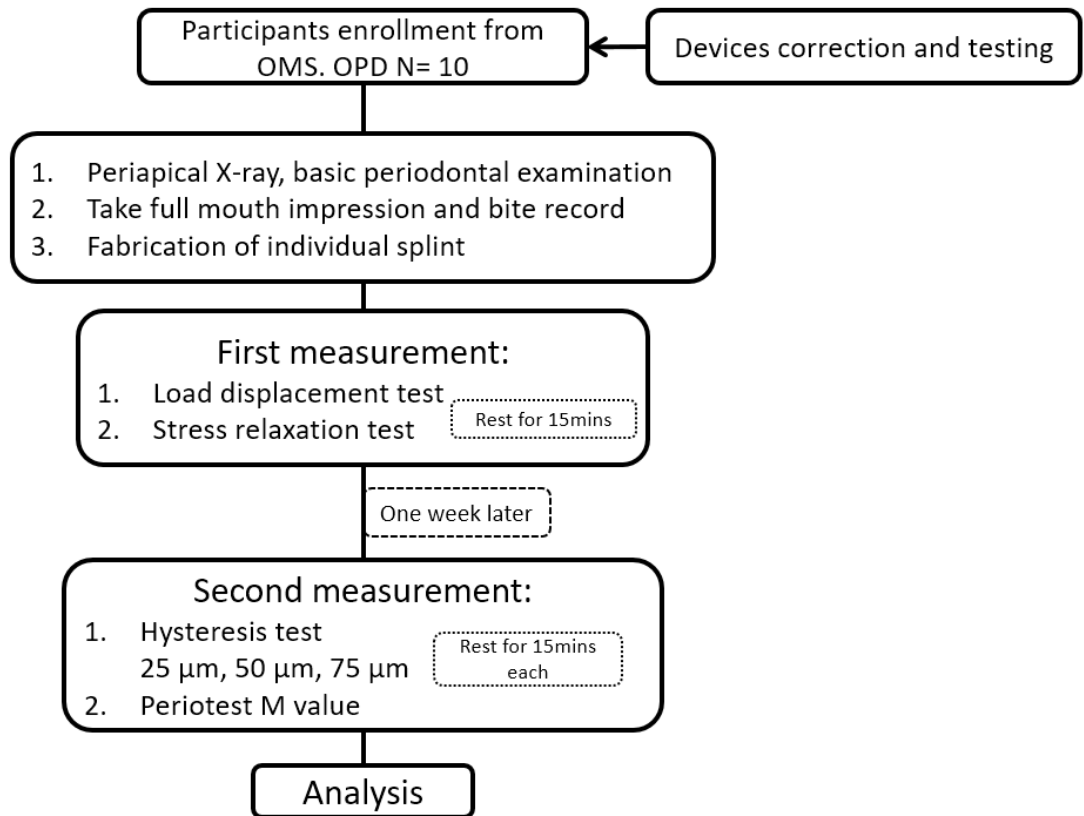 Participants enrollment from
OMS. OPD N= 10
Devices correction and testing
1. Periapical X-ray, basic periodontal examination
2. Take full mouth impression and bite record
3. Fabrication of individual splint
First measurement:
1. Load displacement test
2. Stress relaxation test
Rest for 15mins
One week later
Second measurement:
1. Hysteresis test
25 μm, 50 μm, 75 μm
Rest for 15mins
each
2. Periotest M value
Analysis